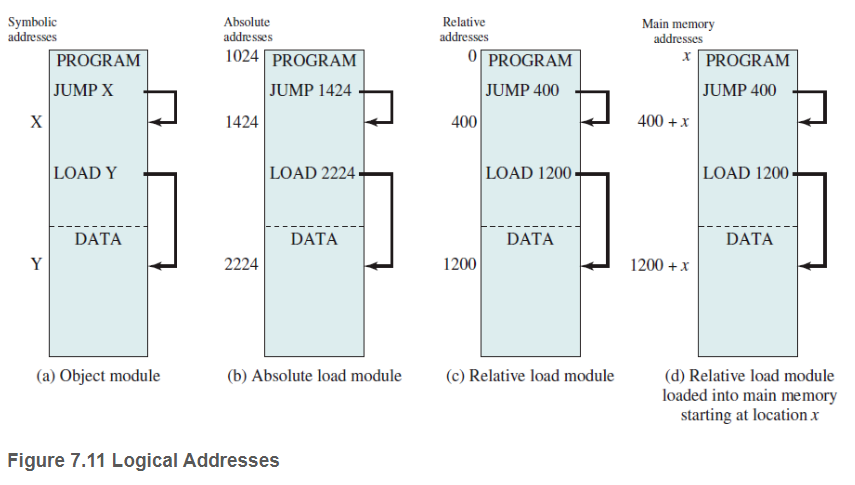 Symbolic
addresses
PROGRAM
JUMP X
X
LOAD Y
DATA
Y
(a) Object module
Absolute
addresses
1024
PROGRAM
JUMP 1424
1424
LOAD 2224
DATA
2224
(b) Absolute load module
Relative
addresses
0
PROGRAM
JUMP 400
400
LOAD 1200
DATA
1200
(c) Relative load module
Main memory
addresses
x
PROGRAM
JUMP 400
400 + x
LOAD 1200
DATA
1200 + x
(d) Relative load module
loaded into main memory
starting at location x
Figure 7.11 Logical Addresses